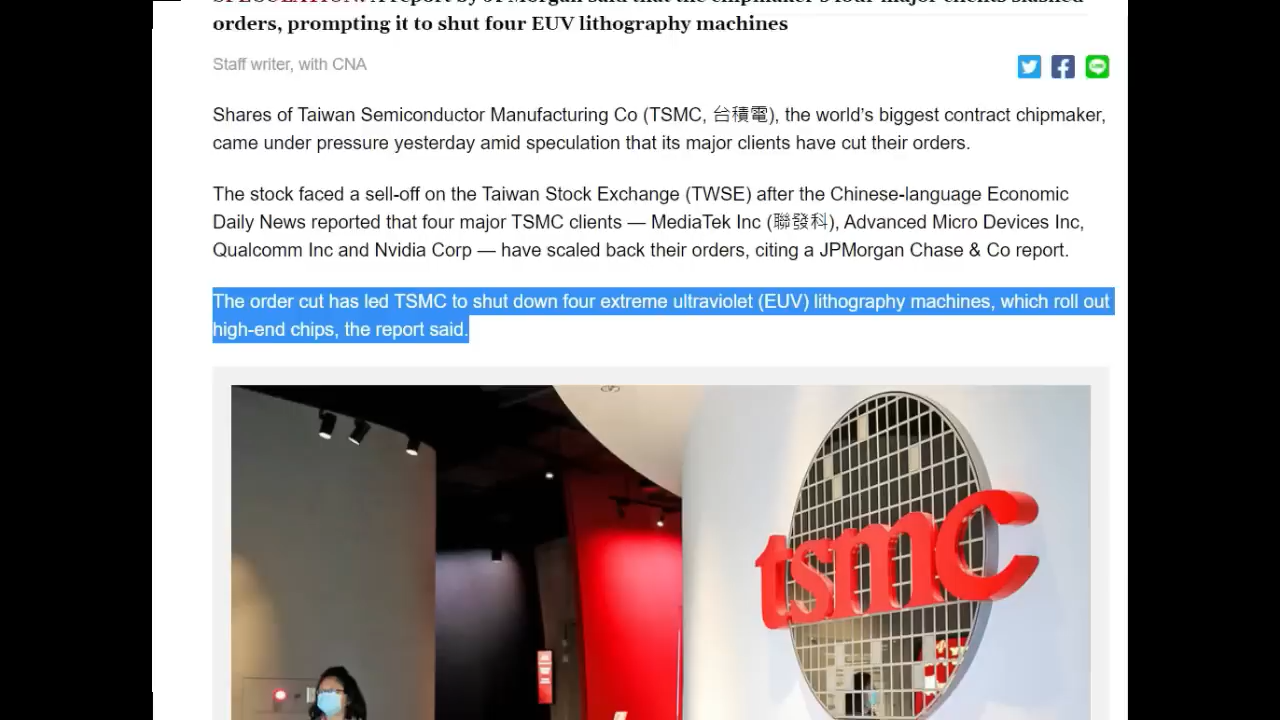 SPECULATION: A report by JPMorgan said that the chipmaker's four major clients slashed
orders, prompting it to shut four EUV lithography machines
Staff writer, with CNA
Shares of Taiwan Semiconductor Manufacturing Co (TSMC, 台積電), the world's biggest contract chipmaker,
came under pressure yesterday amid speculation that its major clients have cut their orders.
The stock faced a sell-off on the Taiwan Stock Exchange (TWSE) after the Chinese-language Economic
Daily News reported that four major TSMC clients — MediaTek Inc (聯發科), Advanced Micro Devices Inc,
Qualcomm Inc and Nvidia Corp — have scaled back their orders, citing a JPMorgan Chase & Co report.
The order cut has led TSMC to shut down four extreme ultraviolet (EUV) lithography machines, which roll out
high-end chips, the report said.
tsmc